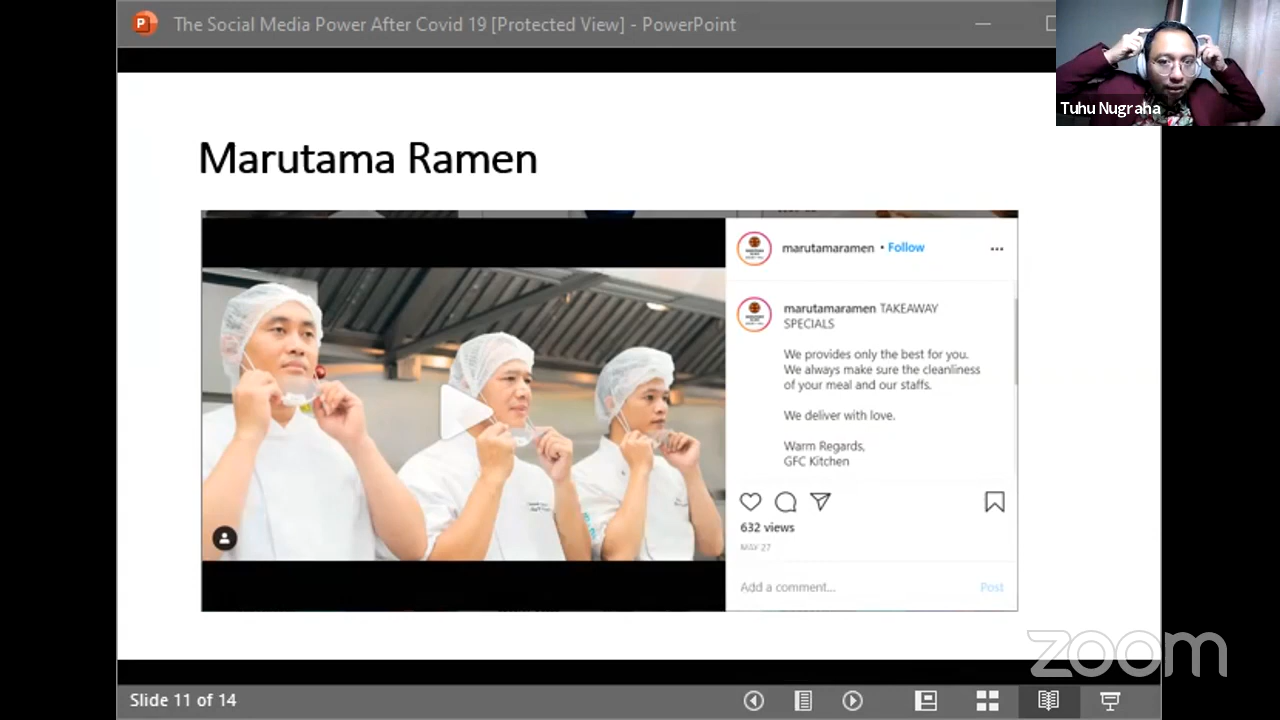 The Social Media Power After Covid 19 [Protected View] - PowerPoint
Tuhu Nugraha
Marutama Ramen
marutamaramen • Follow
marutamaramen TAKEAWAY
SPECIALS
We provides only the best for you.
We always make sure the cleanliness
of your meal and our staffs.
We deliver with love.
Warm Regards,
GFC Kitchen
632 views
MAY 27
Add a comment...
Post
zoom
Slide 11 of 14